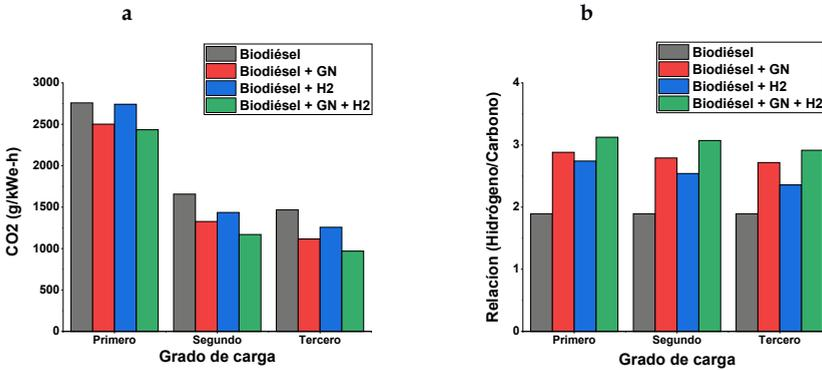 a
Biodiésel
Biodiésel + GN
Biodiésel + H2
Biodiésel + GN + H2
3000
2500
2000
1500
1000
500
0
CO2 (g/kWe-h)
Primero Segundo Tercero
Grado de carga
b
Biodiésel
Biodiésel + GN
Biodiésel + H2
Biodiésel + GN + H2
4
3
2
1
0
Relacíon (Hidrógeno/Carbono)
Primero Segundo Tercero
Grado de carga